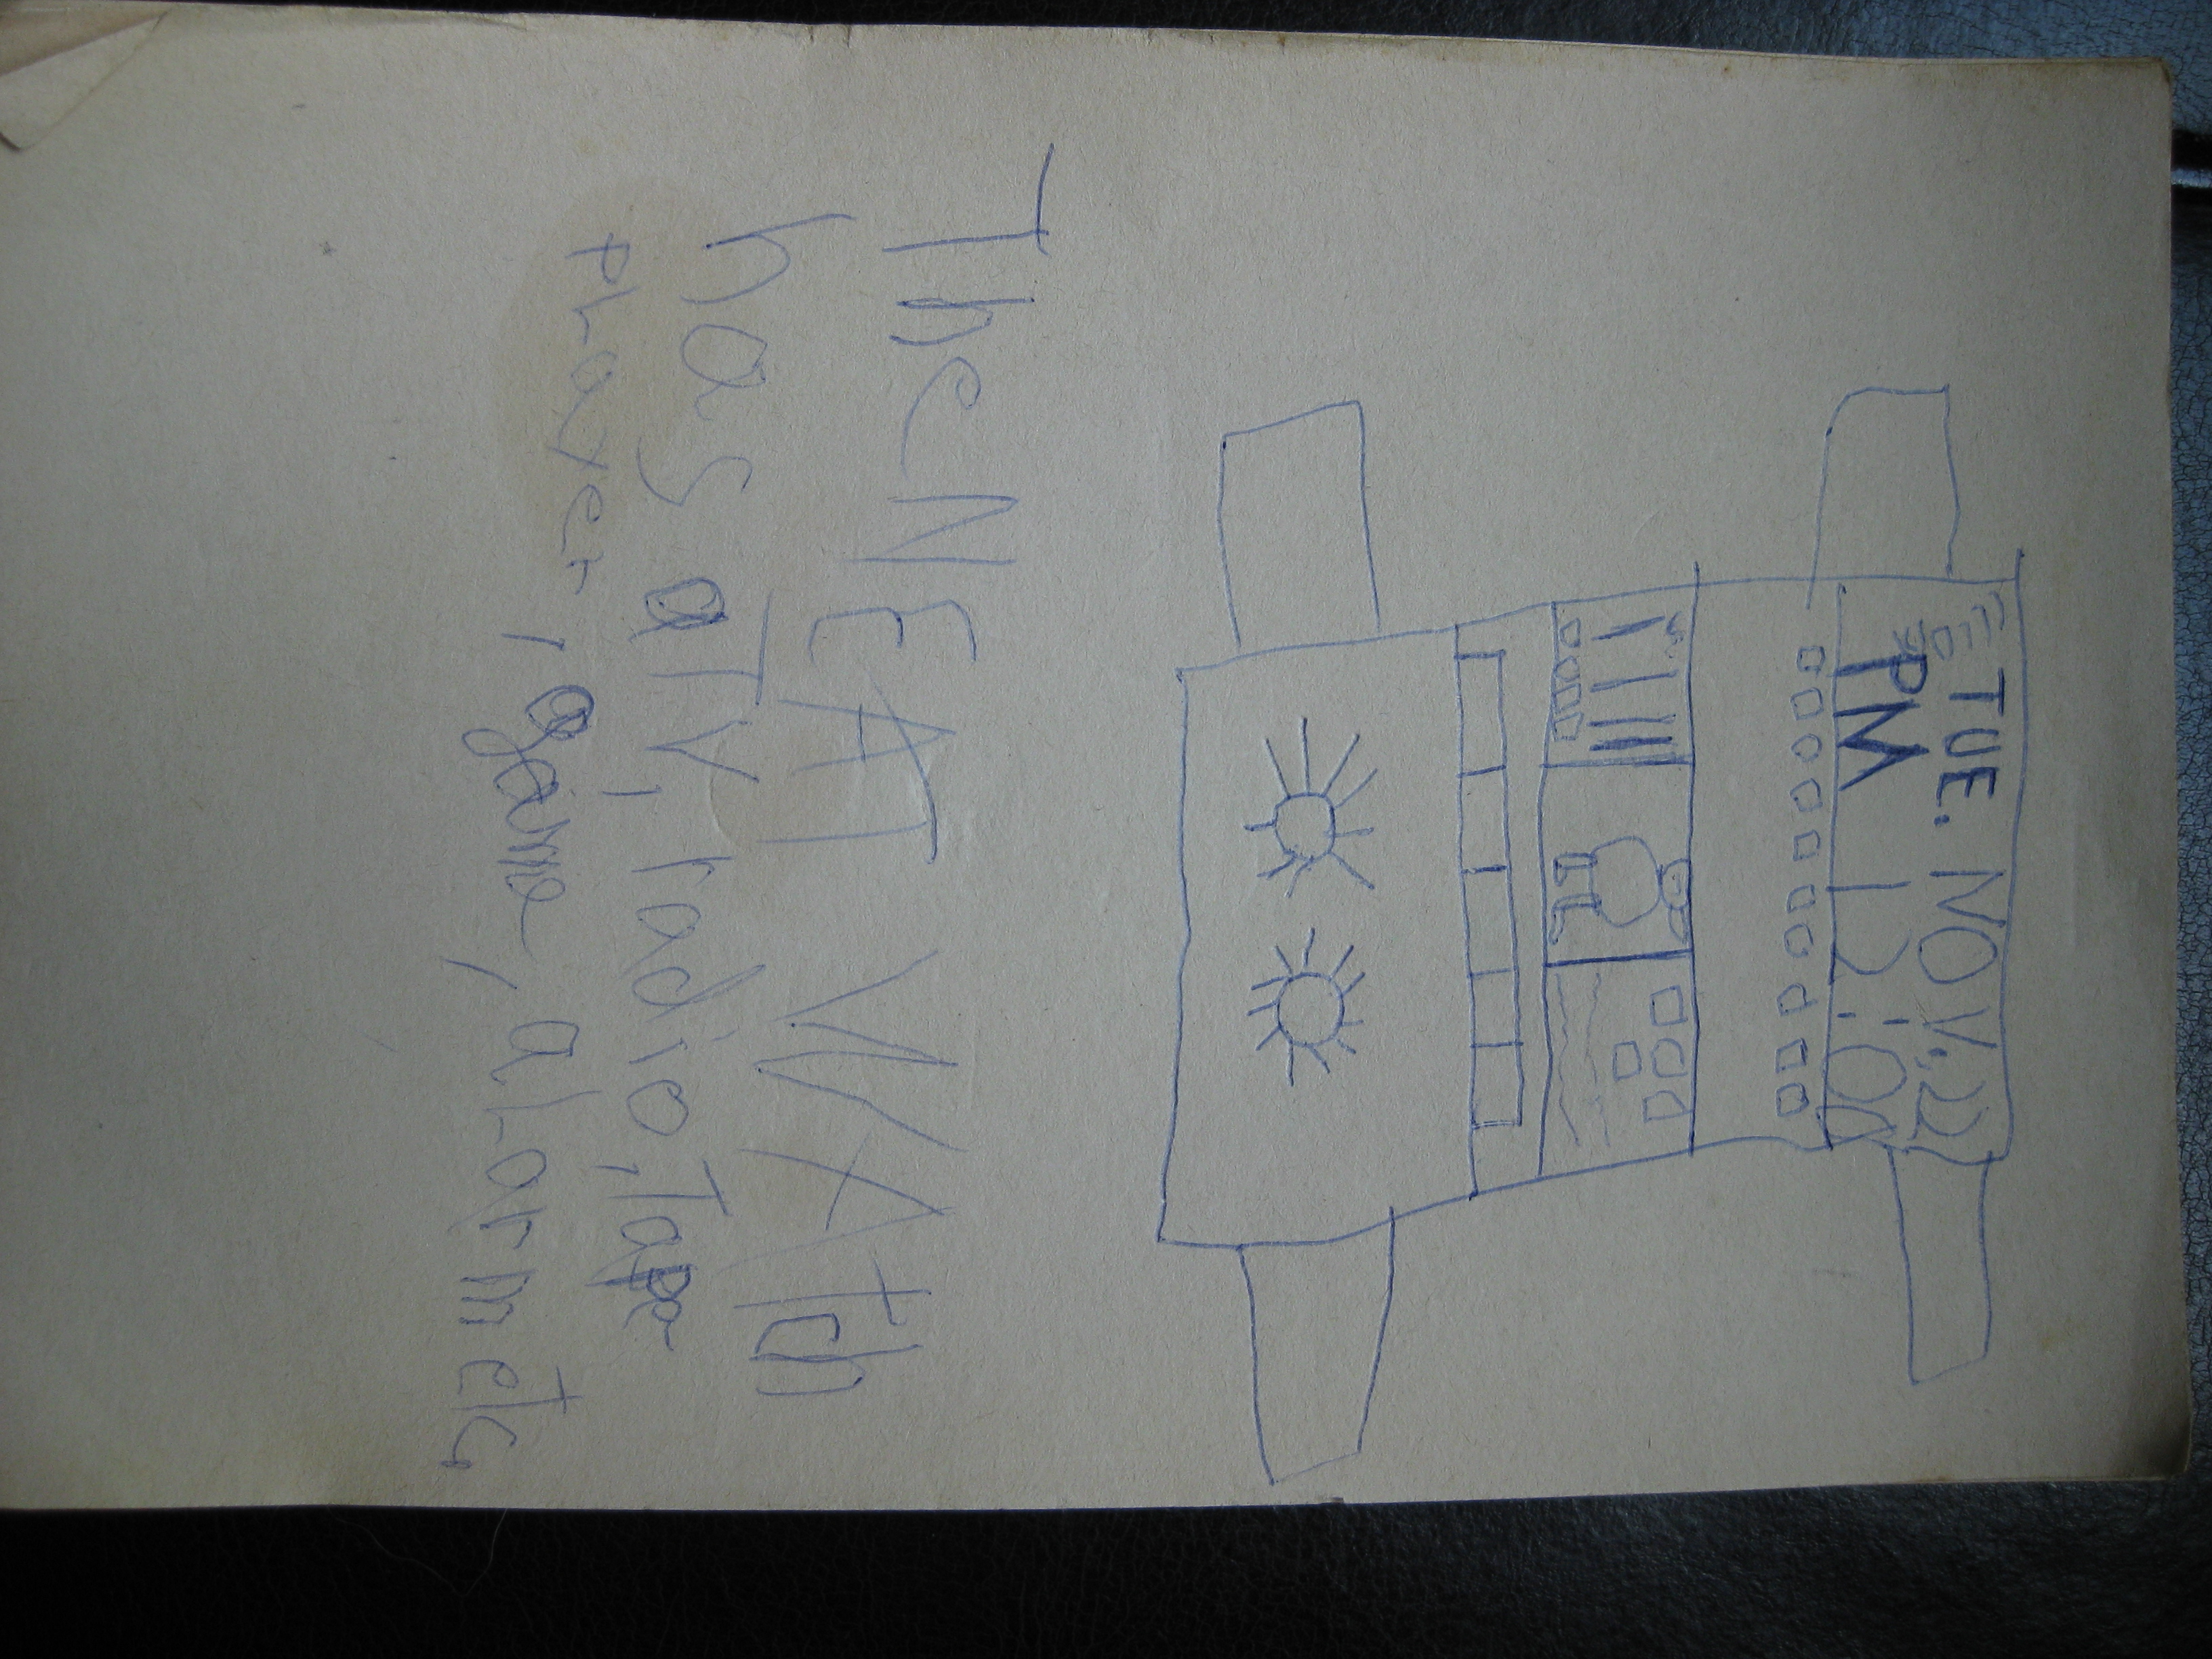 TUE. NOV. 22
PM 12:00
The NEAT WAtch
has a TV, radio, Tape
pLayer, a game, aLarm etc